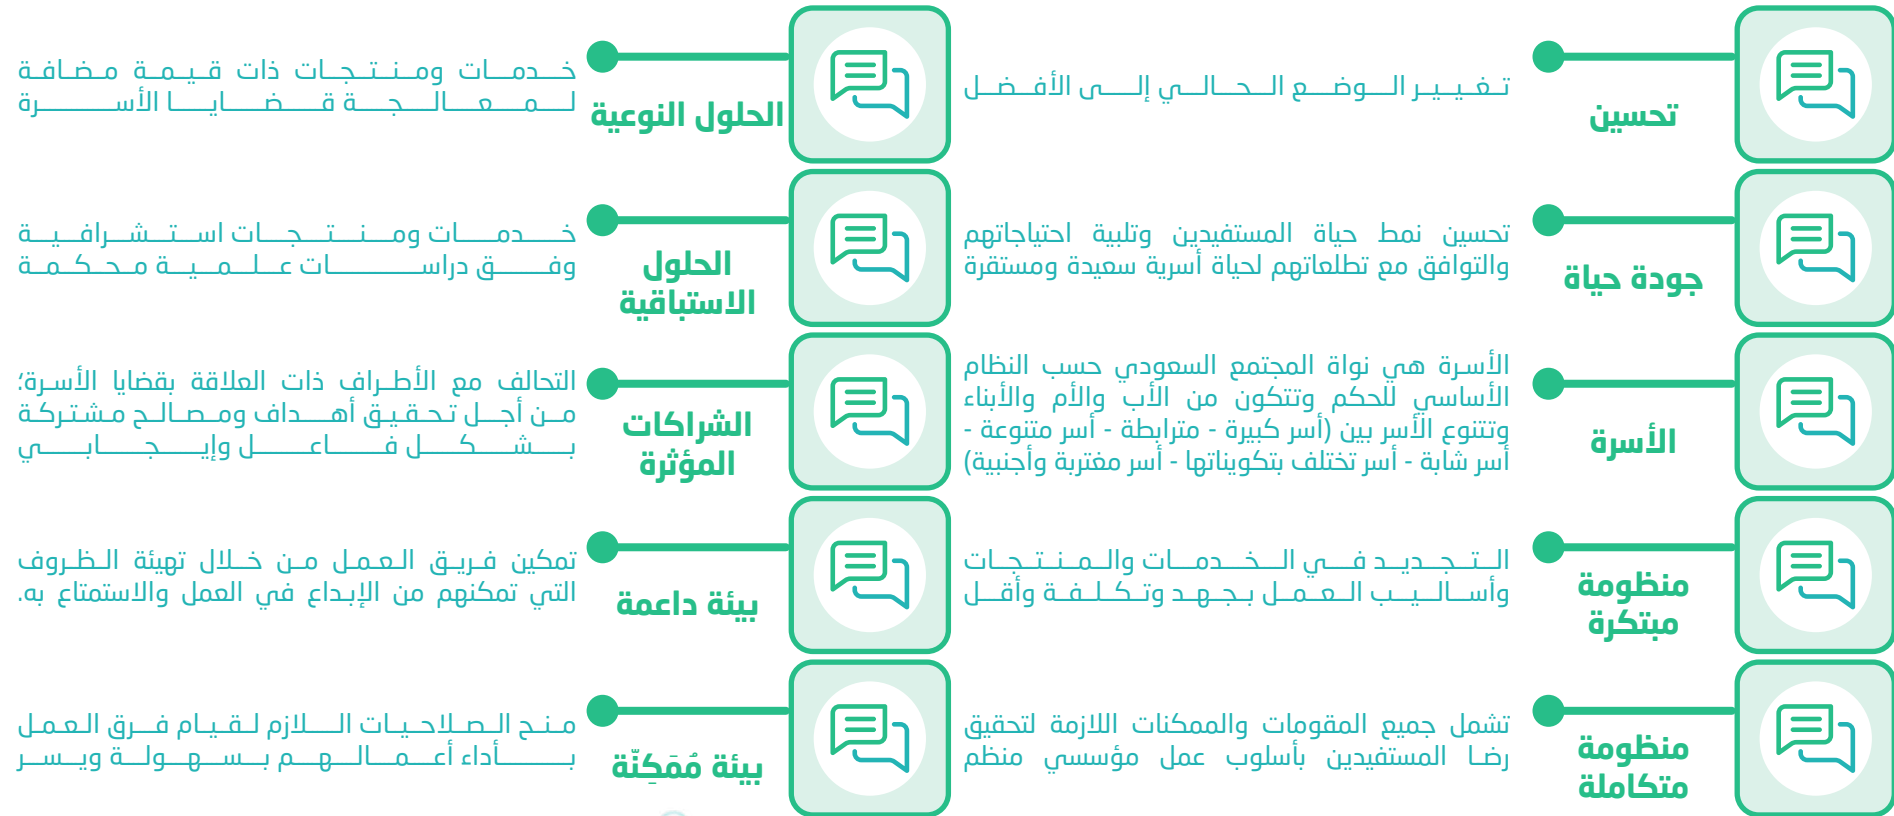 تحسين
تغيير الوضع الحالي إلى الأفضل
جودة حياة
تحسين نمط حياة المستفيدين وتلبية احتياجاتهم
والتوافق مع تطلعاتهم لحياة أسرية سعيدة ومستقرة
الأسرة
الأسرة هي نواة المجتمع السعودي حسب النظام
الأساسي للحكم وتتكون من الأب والأم والأبناء
وتتنوع الأسر بين (أسر كبيرة - مترابطة - أسر متنوعة -
أسر شابة - أسر تختلف بتكويناتها - أسر مغتربة وأجنبية)
منظومة
مبتكرة
التجديد في الخدمات والمنتجات
وأساليب العمل بجهد وتكلفة وأقل
منظومة
متكاملة
تشمل جميع المقومات والممكنات اللازمة لتحقيق
رضا المستفيدين بأسلوب عمل مؤسسي منظم
الحلول النوعية
خدمات ومنتجات ذات قيمة مضافة
لمعالجة قضايا الأسرة
الحلول
الاستباقية
خدمات ومنتجات استشرافية
وفق دراسات علمية محكمة
الشراكات
المؤثرة
التحالف مع الأطراف ذات العلاقة بقضايا الأسرة؛
من أجل تحقيق أهداف ومصالح مشتركة
بشكل فاعل وإيجابي
بيئة داعمة
تمكين فريق العمل من خلال تهيئة الظروف
التي تمكنهم من الإبداع في العمل والاستمتاع به.
بيئة مُمَكِنّة
منح الصلاحيات اللازم لقيام فرق العمل
بأداء أعمالهم بسهولة ويسر